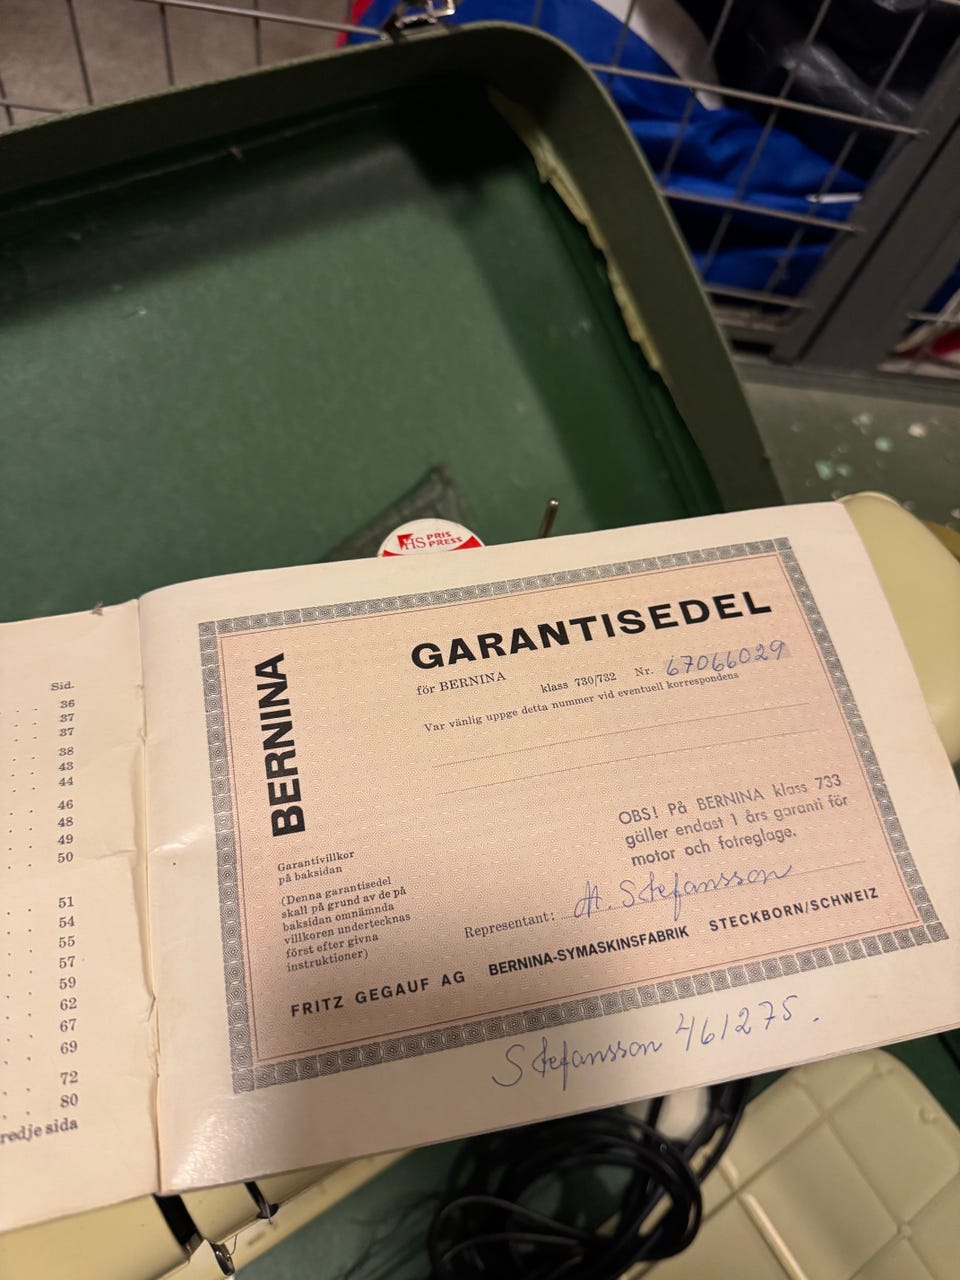 HS PRIS
PRESS
Sid.
36
37
37
38
43
44
46
48
49
50
51
54
55
57
59
62
67
69
72
80
redje sida
BERNINA
GARANTISEDEL
för BERNINA klass 730/732 Nr. 67066029
Var vänlig uppge detta nummer vid eventuell korrespondens
OBS! På BERNINA klass 733
gäller endast 1 års garanti för
motor och fotreglage.
Garantivillkor
på baksidan
(Denna garantisedel
skall på grund av de på
baksidan omnämnda
villkoren undertecknas
först efter givna
instruktioner)
Representant: H. Stefansson
FRITZ GEGAUF AG BERNINA-SYMASKINSFABRIK STECKBORN/SCHWEIZ
Stefansson 461275.